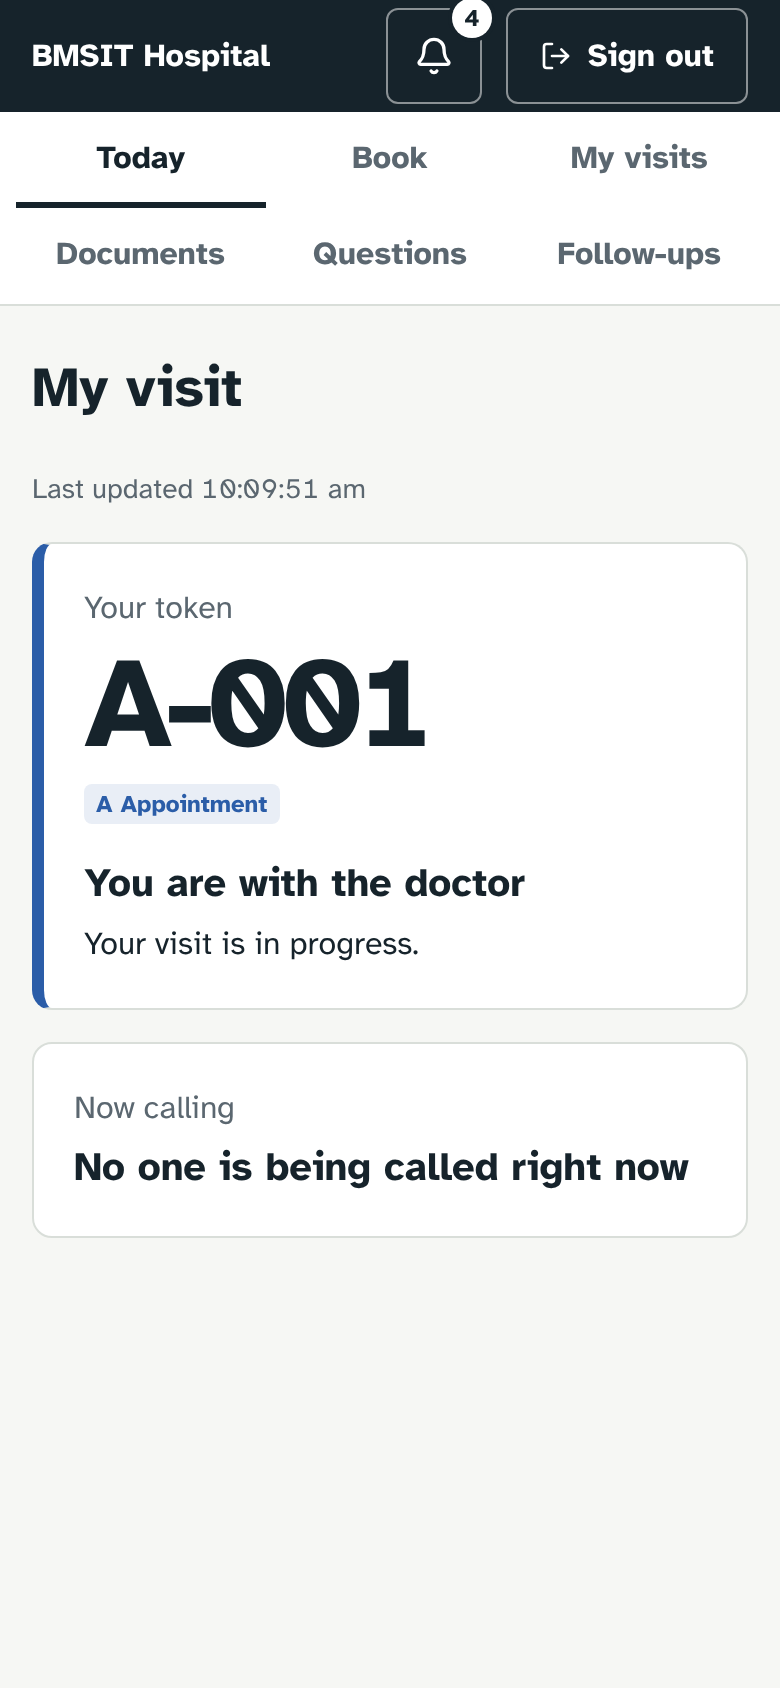 BMSIT Hospital
4
Sign out
Today Book My visits
Documents Questions Follow-ups
My visit
Last updated 10:09:51 am
Your token
A-001
A Appointment
You are with the doctor
Your visit is in progress.
Now calling
No one is being called right now